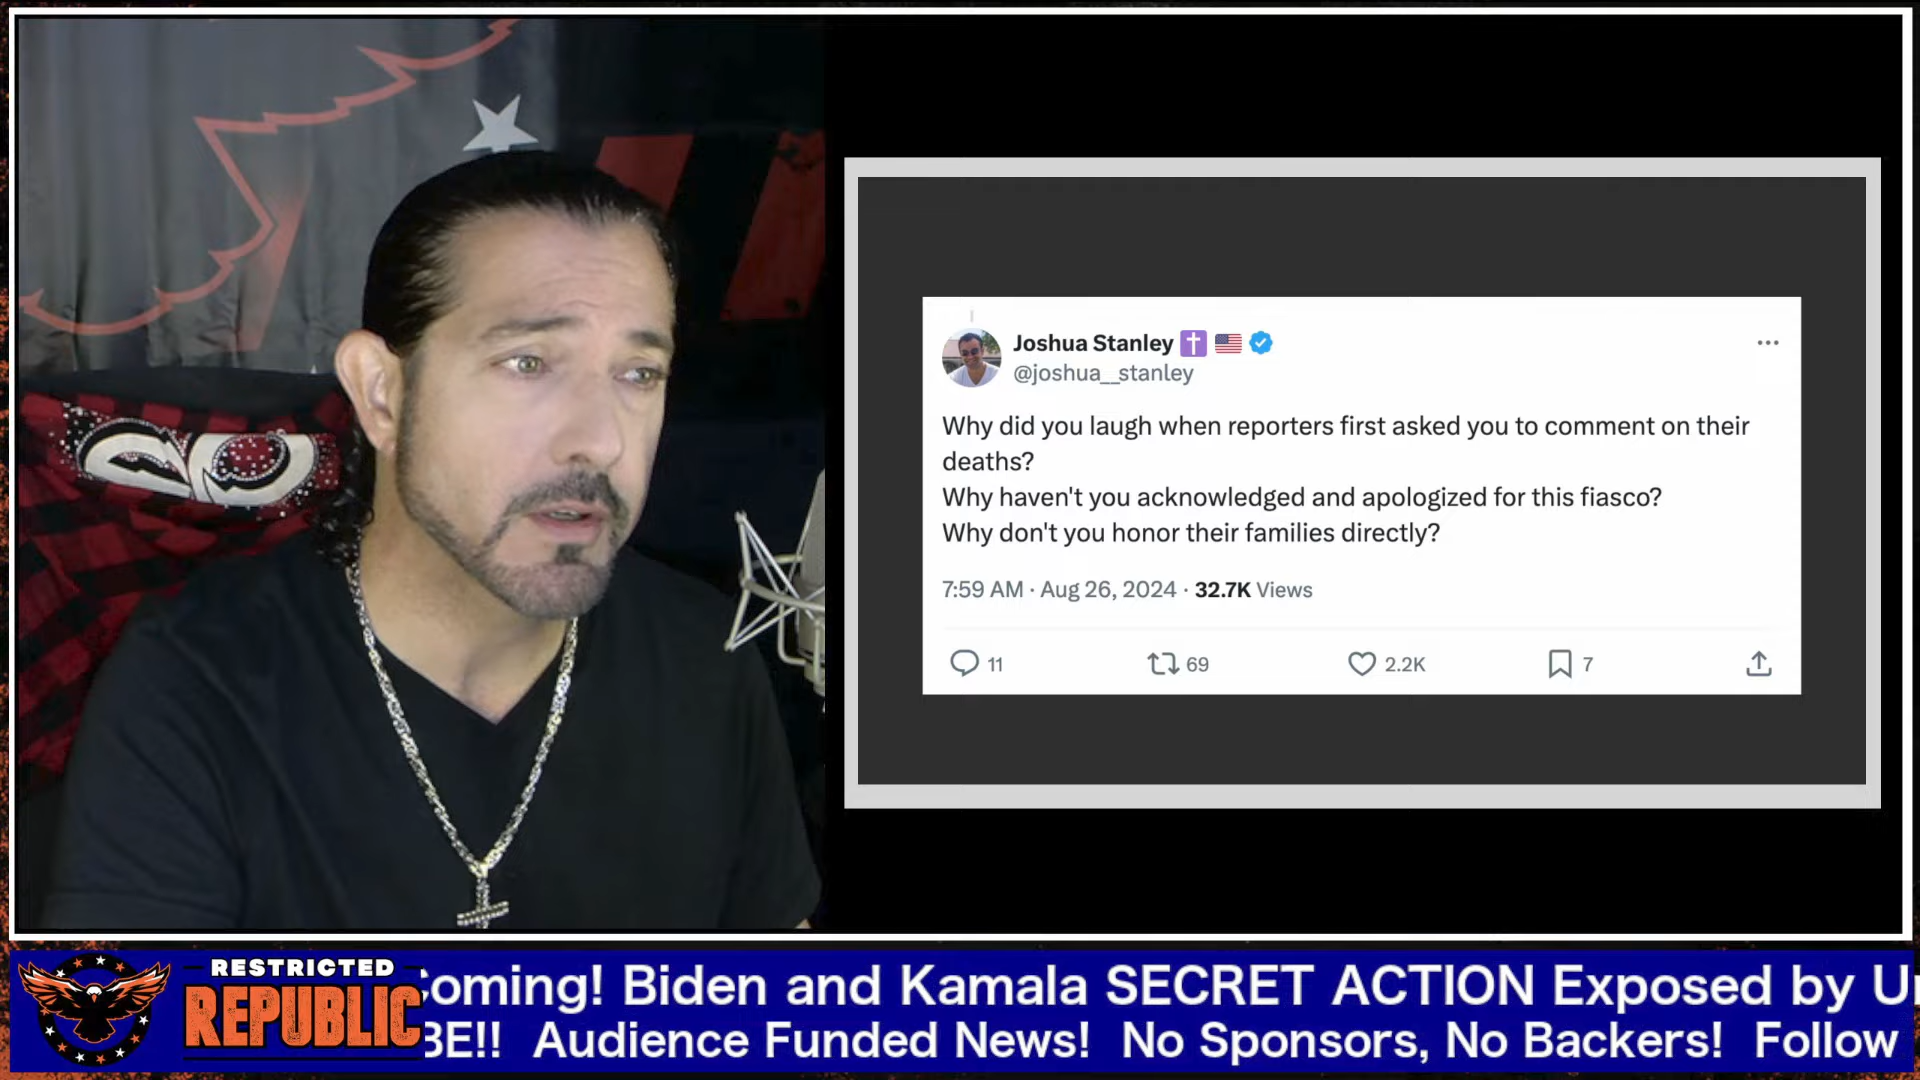 Joshua Stanley
@joshua__stanley
Why did you laugh when reporters first asked you to comment on their
deaths?
Why haven't you acknowledged and apologized for this fiasco?
Why don't you honor their families directly?
7:59 AM · Aug 26, 2024 · 32.7K Views
11 69 2.2K 7
RESTRICTED
REPUBLIC
Coming! Biden and Kamala SECRET ACTION Exposed by
BE!! Audience Funded News! No Sponsors, No Backers! Follow